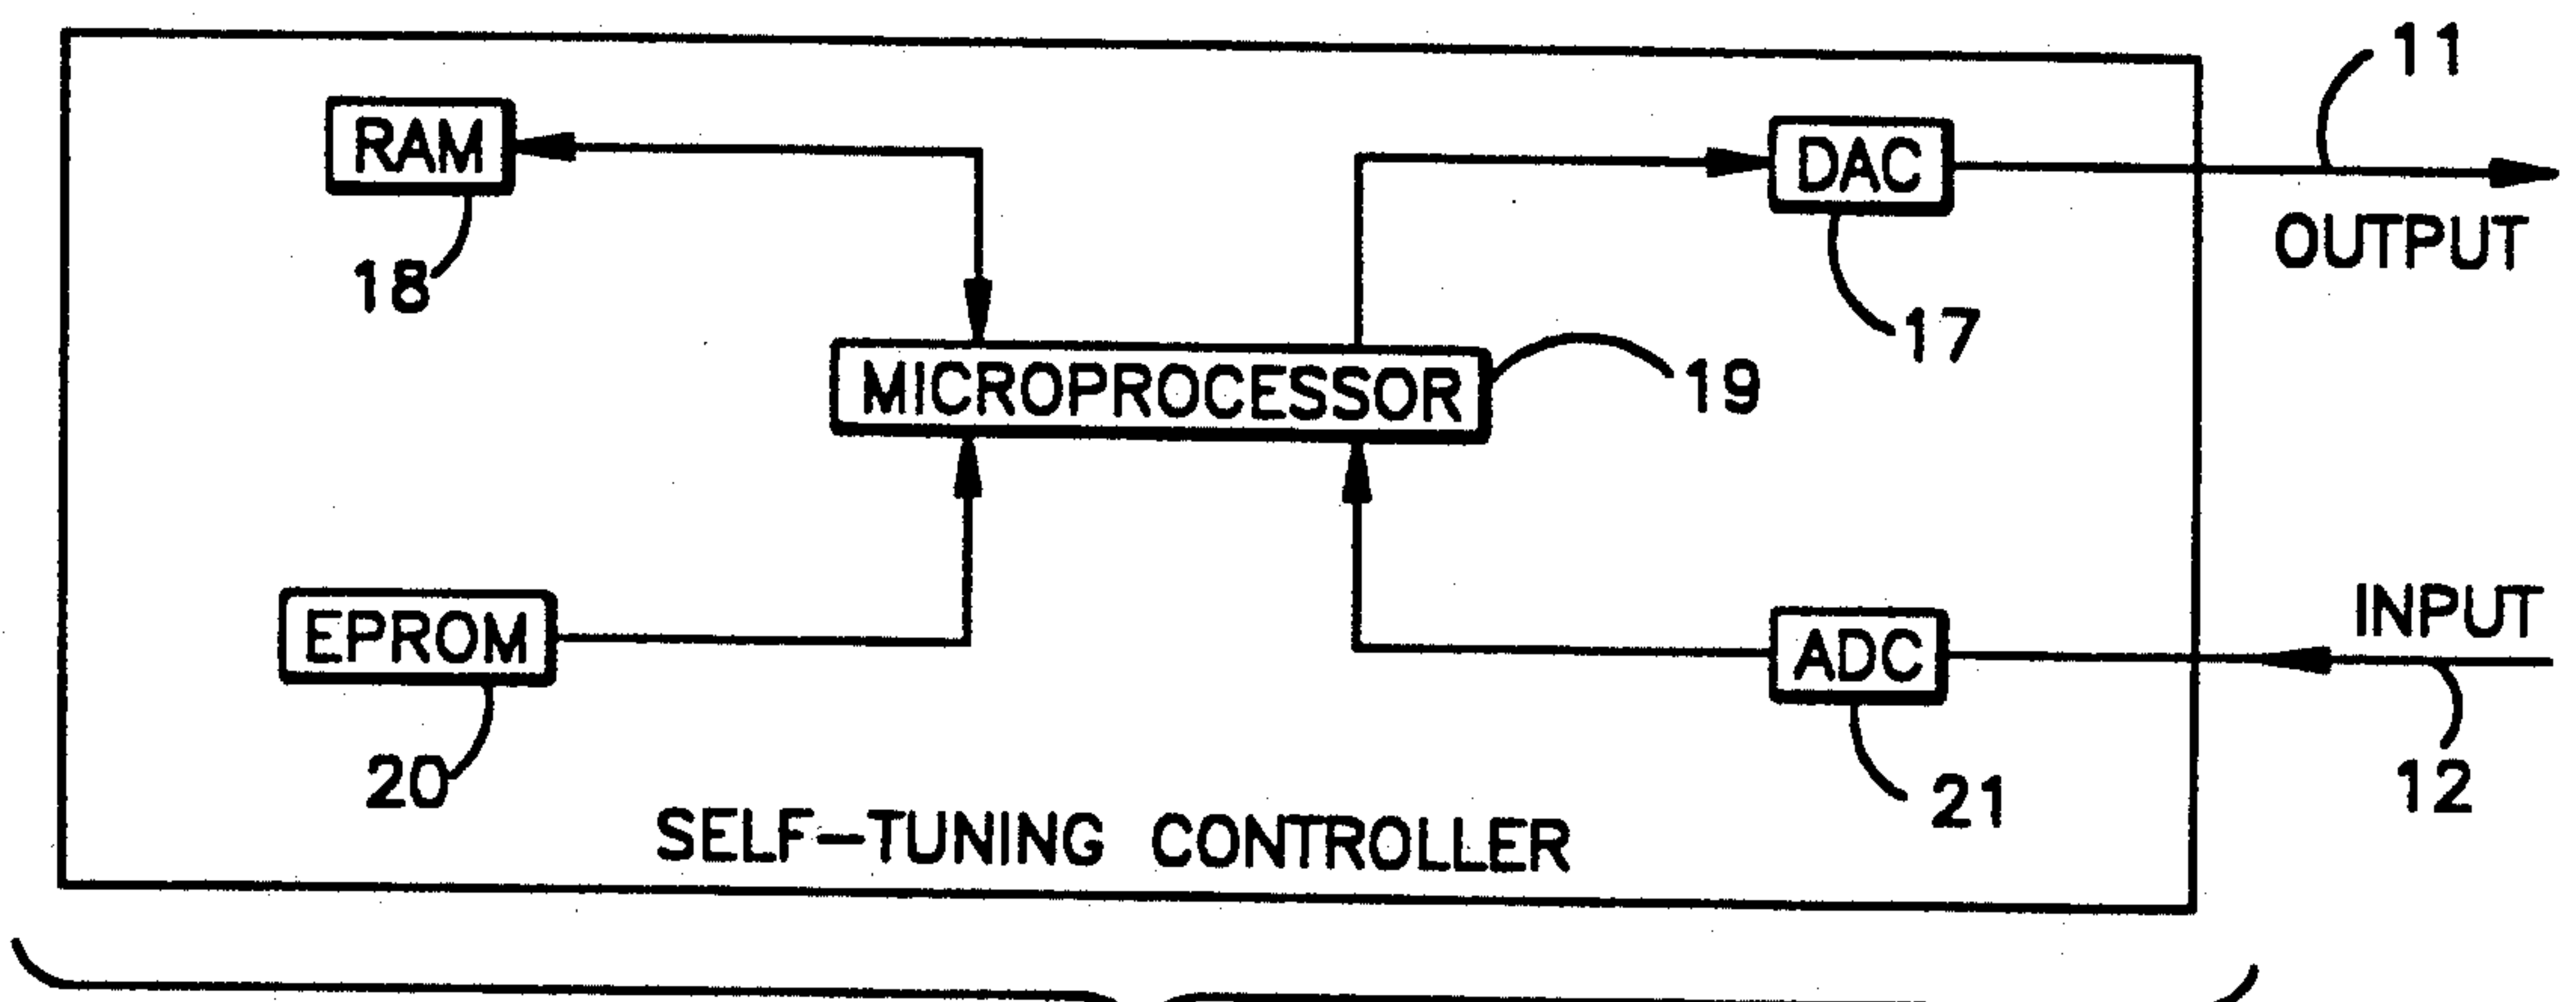 11
RAM
DAC
OUTPUT
18
17
MICROPROCESSOR
19
INPUT
EPROM
ADC
20
21
12
SELF-TUNING CONTROLLER